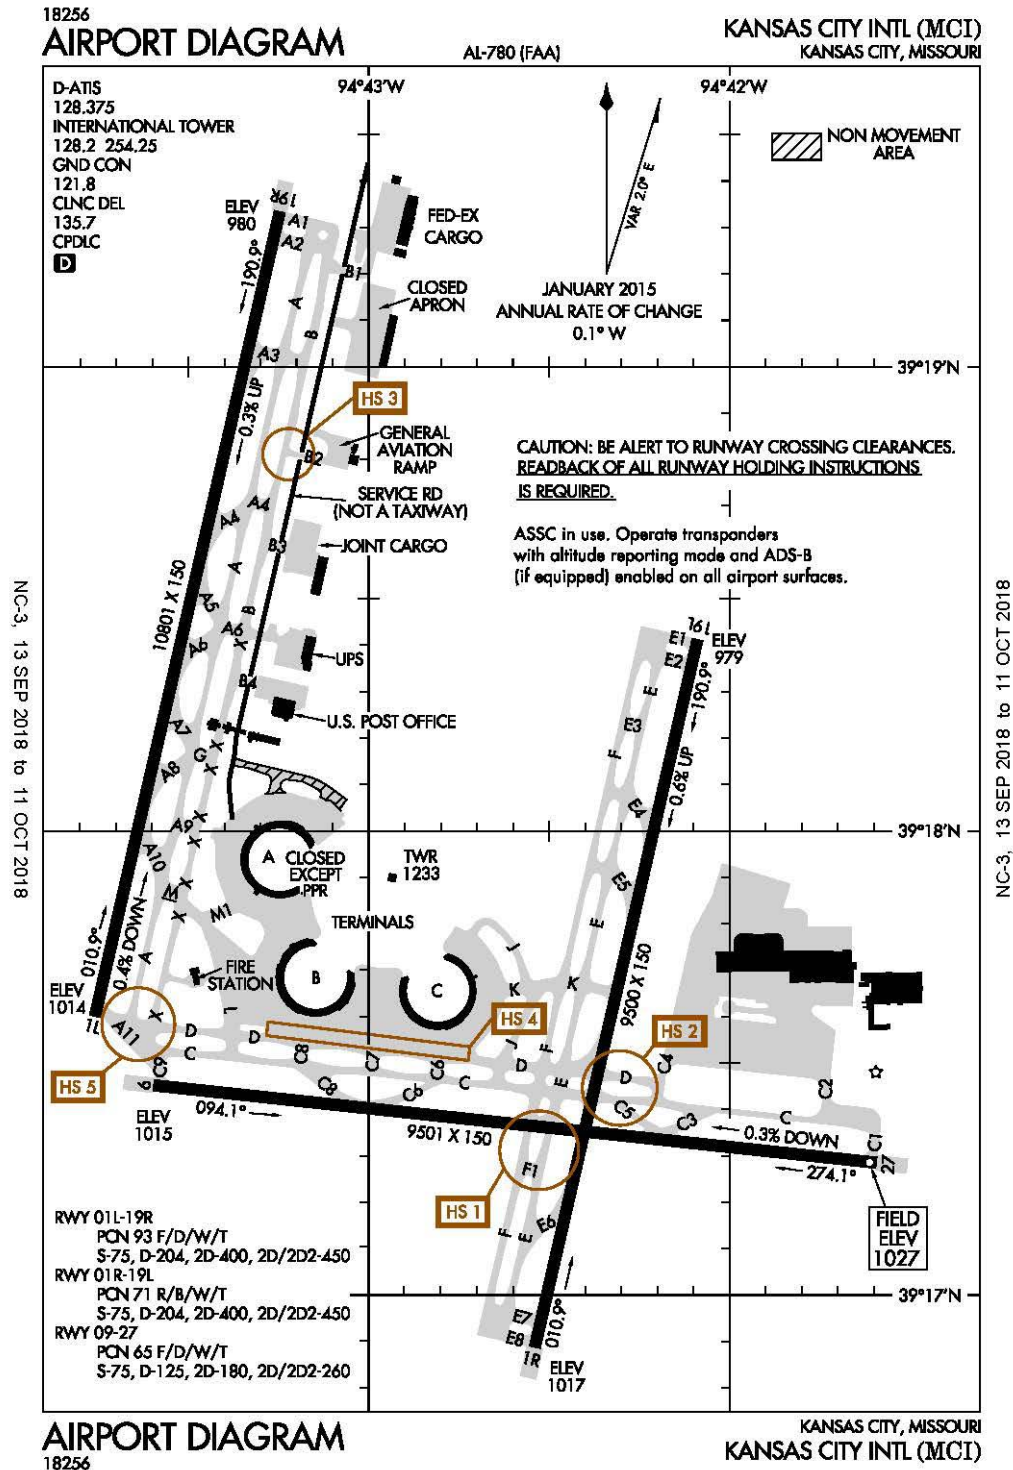 18256
AIRPORT DIAGRAM
AL-780 (FAA)
KANSAS CITY INTL (MCI)
KANSAS CITY, MISSOURI
94°43'W
94°42'W
D-ATIS
128.375
INTERNATIONAL TOWER
128.2 254.25
GND CON
121.8
CLNC DEL
135.7
CPDLC
D
NON MOVEMENT
AREA
VAR 2.0° E
JANUARY 2015
ANNUAL RATE OF CHANGE
0.1° W
ELEV
980
19R
A1
A2
190.9°
FED-EX
CARGO
B1
CLOSED
APRON
A
B
A3
39°19'N
0.3% UP
HS 3
GENERAL
AVIATION
RAMP
B2
CAUTION: BE ALERT TO RUNWAY CROSSING CLEARANCES.
READBACK OF ALL RUNWAY HOLDING INSTRUCTIONS
IS REQUIRED.
SERVICE RD
(NOT A TAXIWAY)
A4
A4
ASSC in use. Operate transponders
with altitude reporting mode and ADS-B
(if equipped) enabled on all airport surfaces.
B3
JOINT CARGO
A
10801 X 150
A5
B
A6
A6
X
UPS
B4
19L
E1
E2
ELEV
979
190.9°
E
U.S. POST OFFICE
A7
E3
G
X
X
A8
F
0.6% UP
E4
A9
X
X
39°18'N
A10
A
CLOSED
EXCEPT
PPR
TWR
1233
M
X
X
M1
E5
TERMINALS
E
010.9°
0.4% DOWN
A
FIRE
STATION
B
C
J
K
K
9500 X 150
ELEV
1014
1L
A11
X
D
L
D
HS 4
HS 2
C
C8
C7
C6
J
F
D
C4
HS 5
6
C9
C8
C6
C
E
D
C5
C3
C
C2
ELEV
1015
094.1°
9501 X 150
0.3% DOWN
C1
27
274.1°
F1
HS 1
F
E
E6
FIELD
ELEV
1027
RWY 01L-19R
PCN 93 F/D/W/T
S-75, D-204, 2D-400, 2D/2D2-450
RWY 01R-19L
PCN 71 R/B/W/T
S-75, D-204, 2D-400, 2D/2D2-450
RWY 09-27
PCN 65 F/D/W/T
S-75, D-125, 2D-180, 2D/2D2-260
39°17'N
E7
E8
1R
010.9°
ELEV
1017
NC-3, 13 SEP 2018 to 11 OCT 2018
NC-3, 13 SEP 2018 to 11 OCT 2018
AIRPORT DIAGRAM
18256
KANSAS CITY, MISSOURI
KANSAS CITY INTL (MCI)